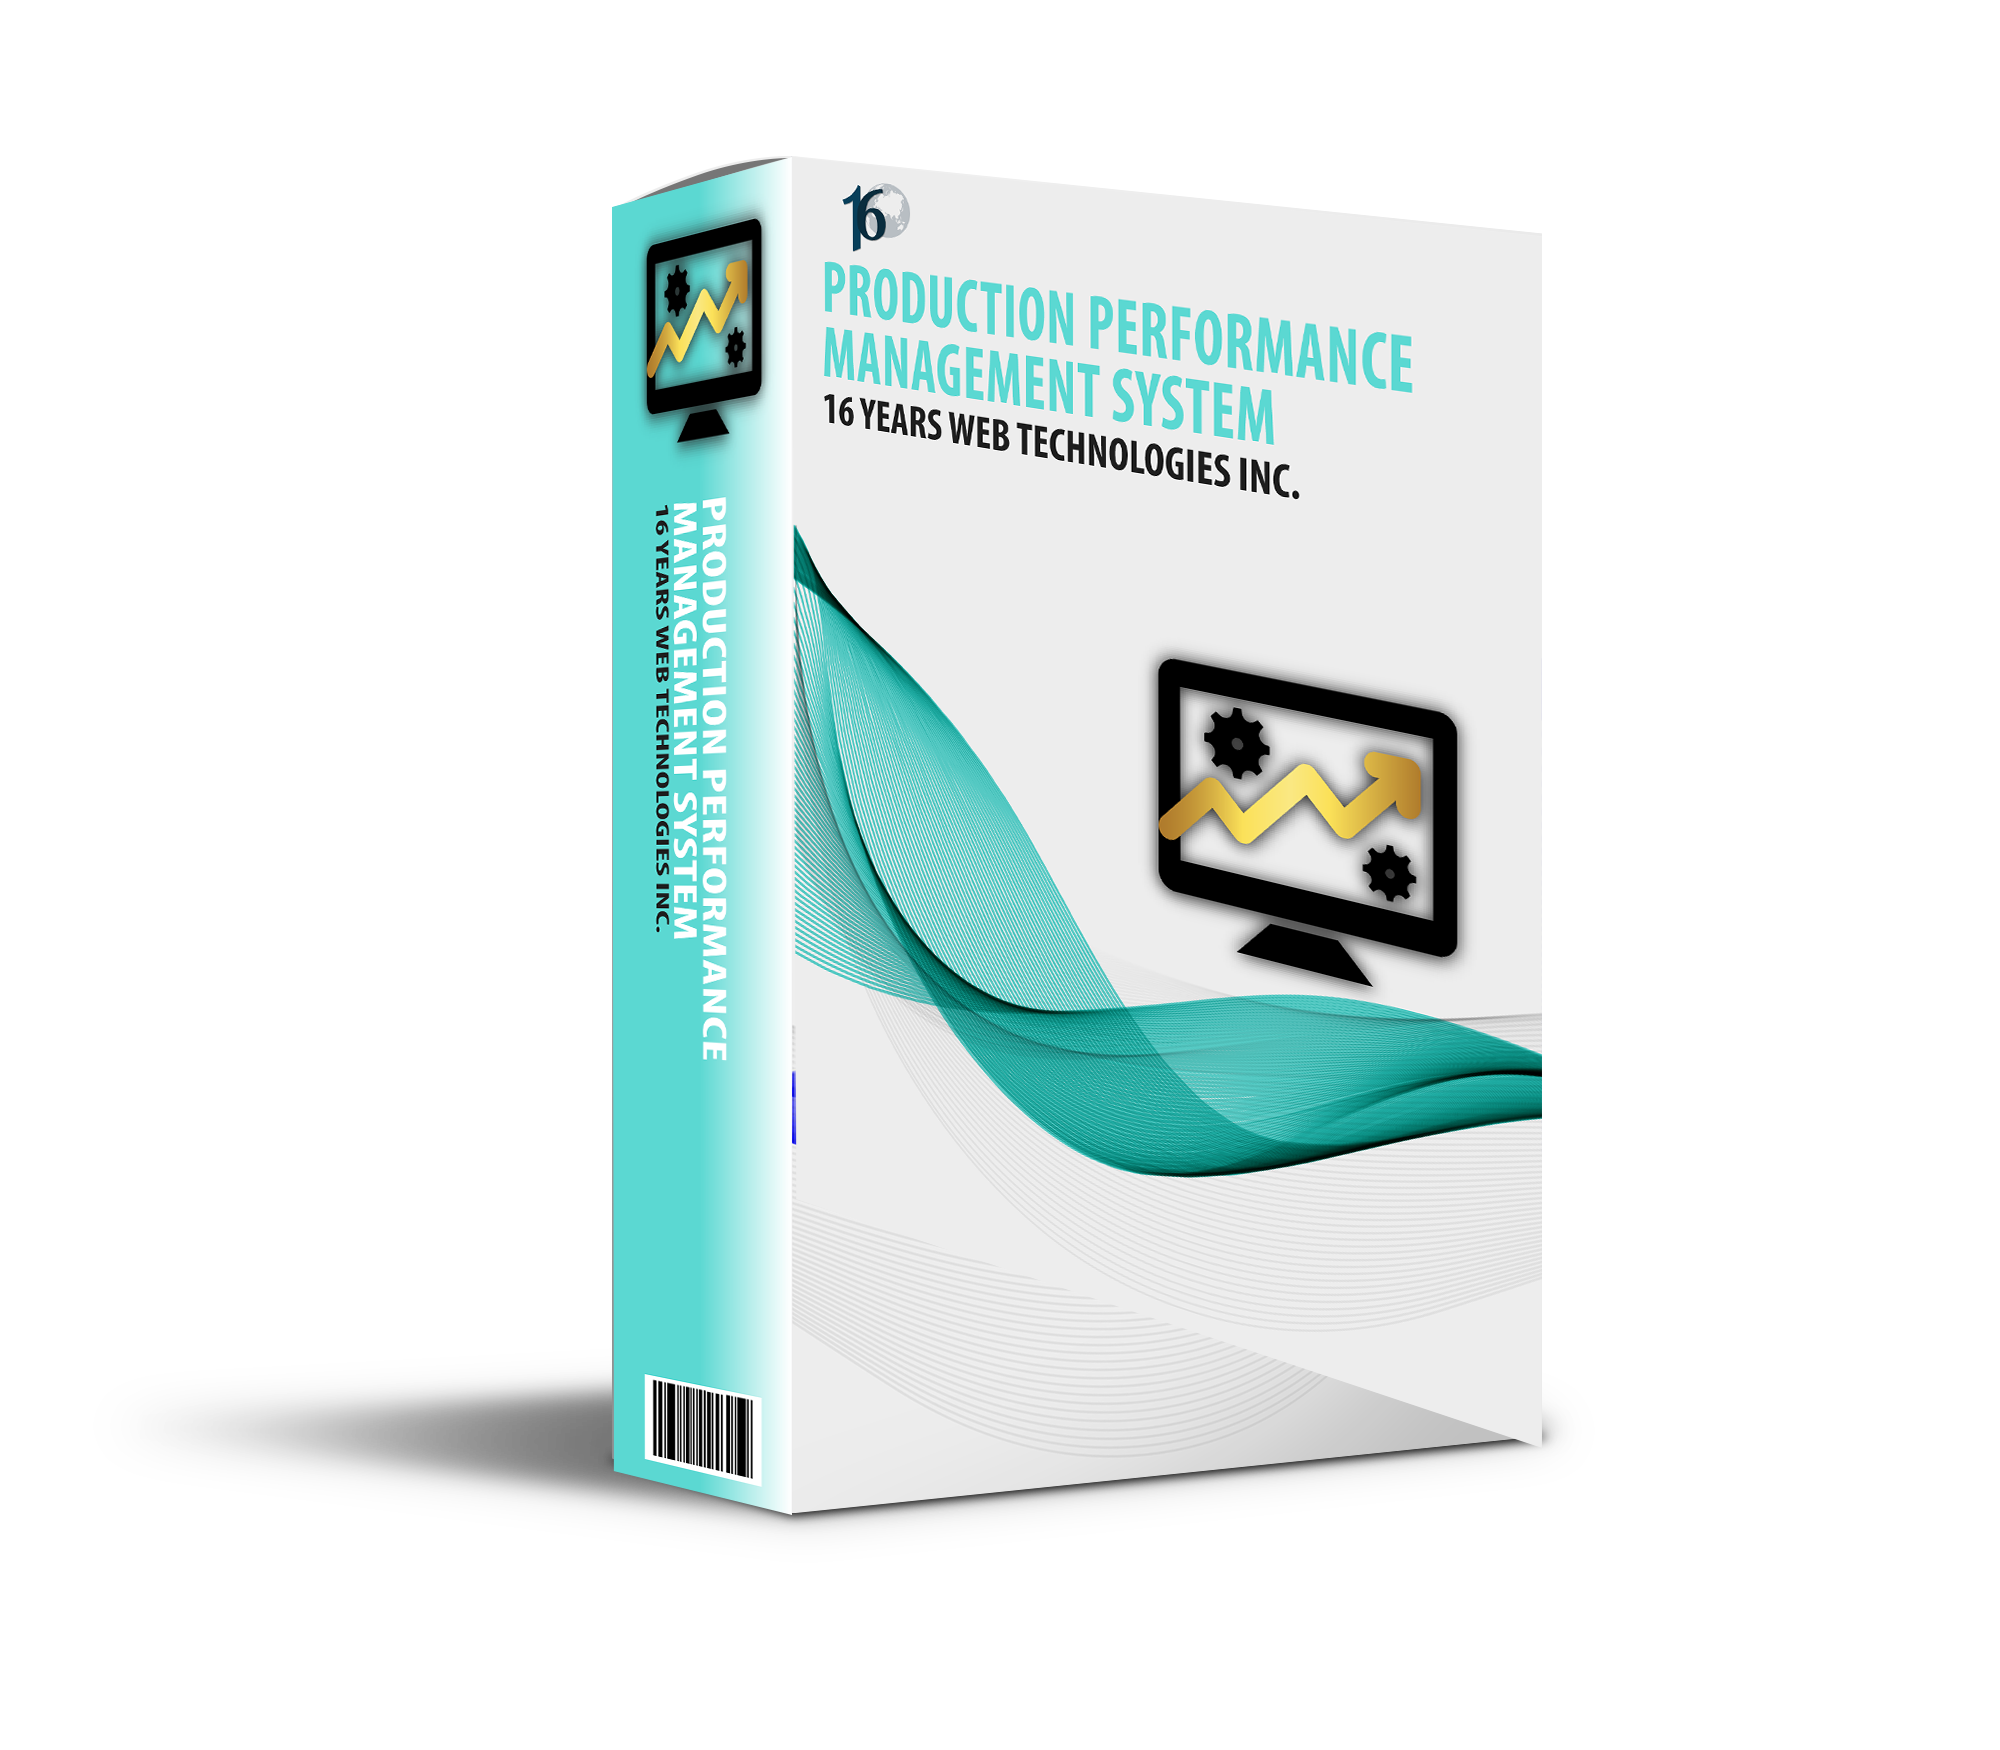 16
PRODUCTION PERFORMANCE
MANAGEMENT SYSTEM
16 YEARS WEB TECHNOLOGIES INC.
PRODUCTION PERFORMANCE
MANAGEMENT SYSTEM
16 YEARS WEB TECHNOLOGIES INC.